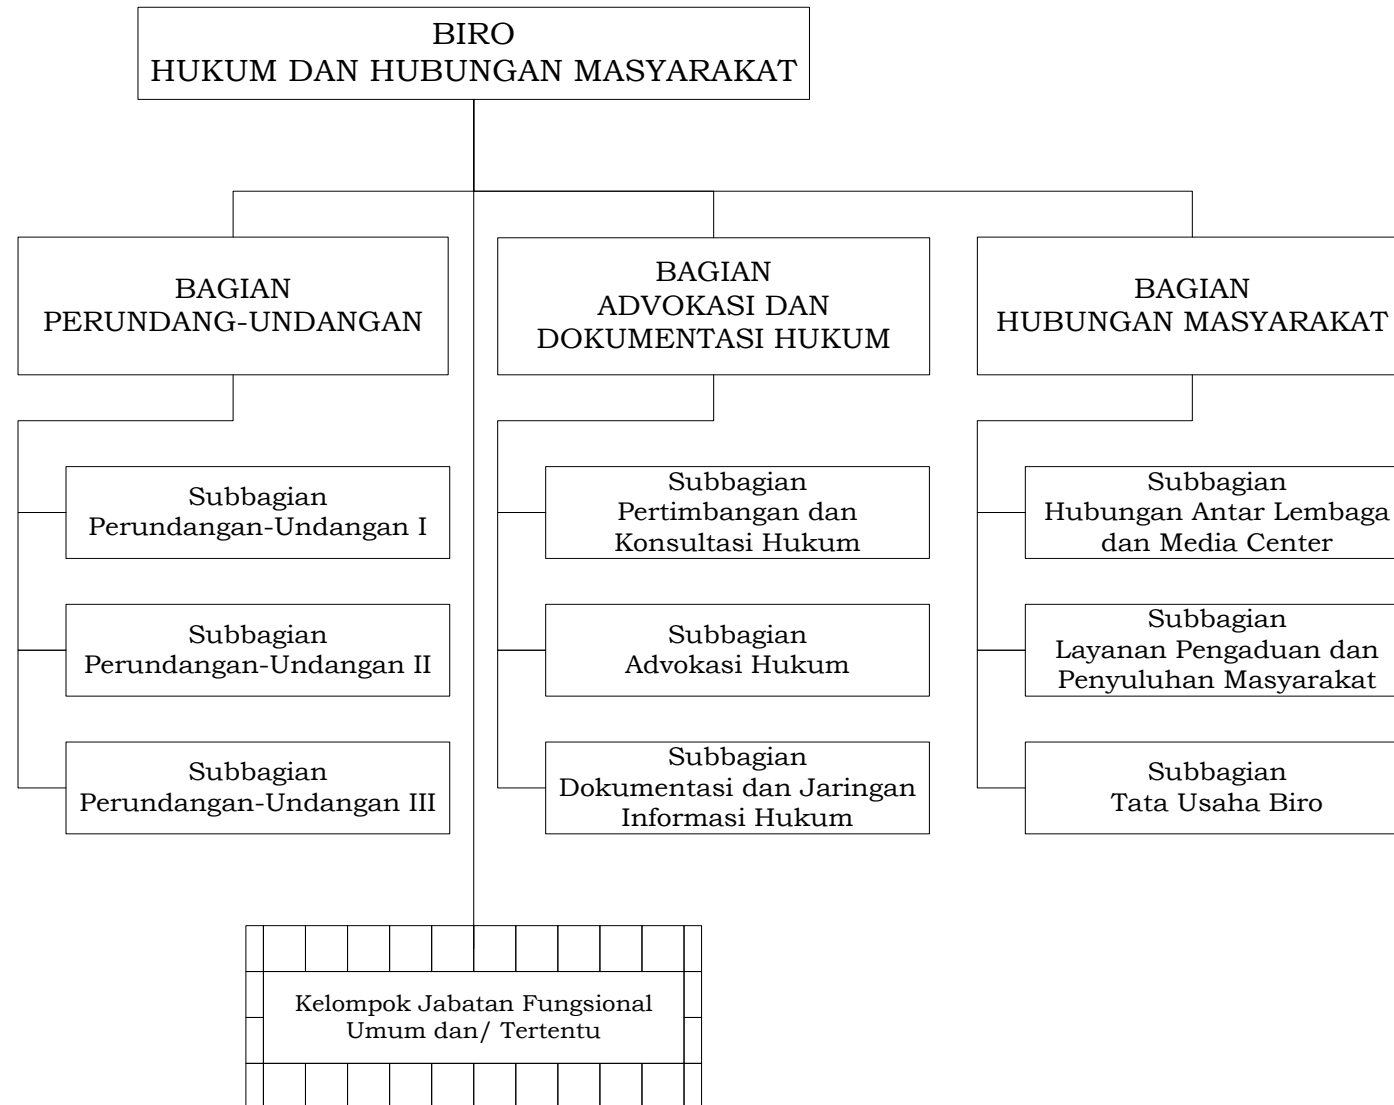 BIRO
HUKUM DAN HUBUNGAN MASYARAKAT
BAGIAN
PERUNDANG-UNDANGAN
BAGIAN
ADVOKASI DAN
DOKUMENTASI HUKUM
BAGIAN
HUBUNGAN MASYARAKAT
Subbagian
Perundangan-Undangan I
Subbagian
Perundangan-Undangan II
Subbagian
Perundangan-Undangan III
Subbagian
Pertimbangan dan
Konsultasi Hukum
Subbagian
Advokasi Hukum
Subbagian
Dokumentasi dan Jaringan
Informasi Hukum
Subbagian
Hubungan Antar Lembaga
dan Media Center
Subbagian
Layanan Pengaduan dan
Penyuluhan Masyarakat
Subbagian
Tata Usaha Biro
Kelompok Jabatan Fungsional
Umum dan/ Tertentu